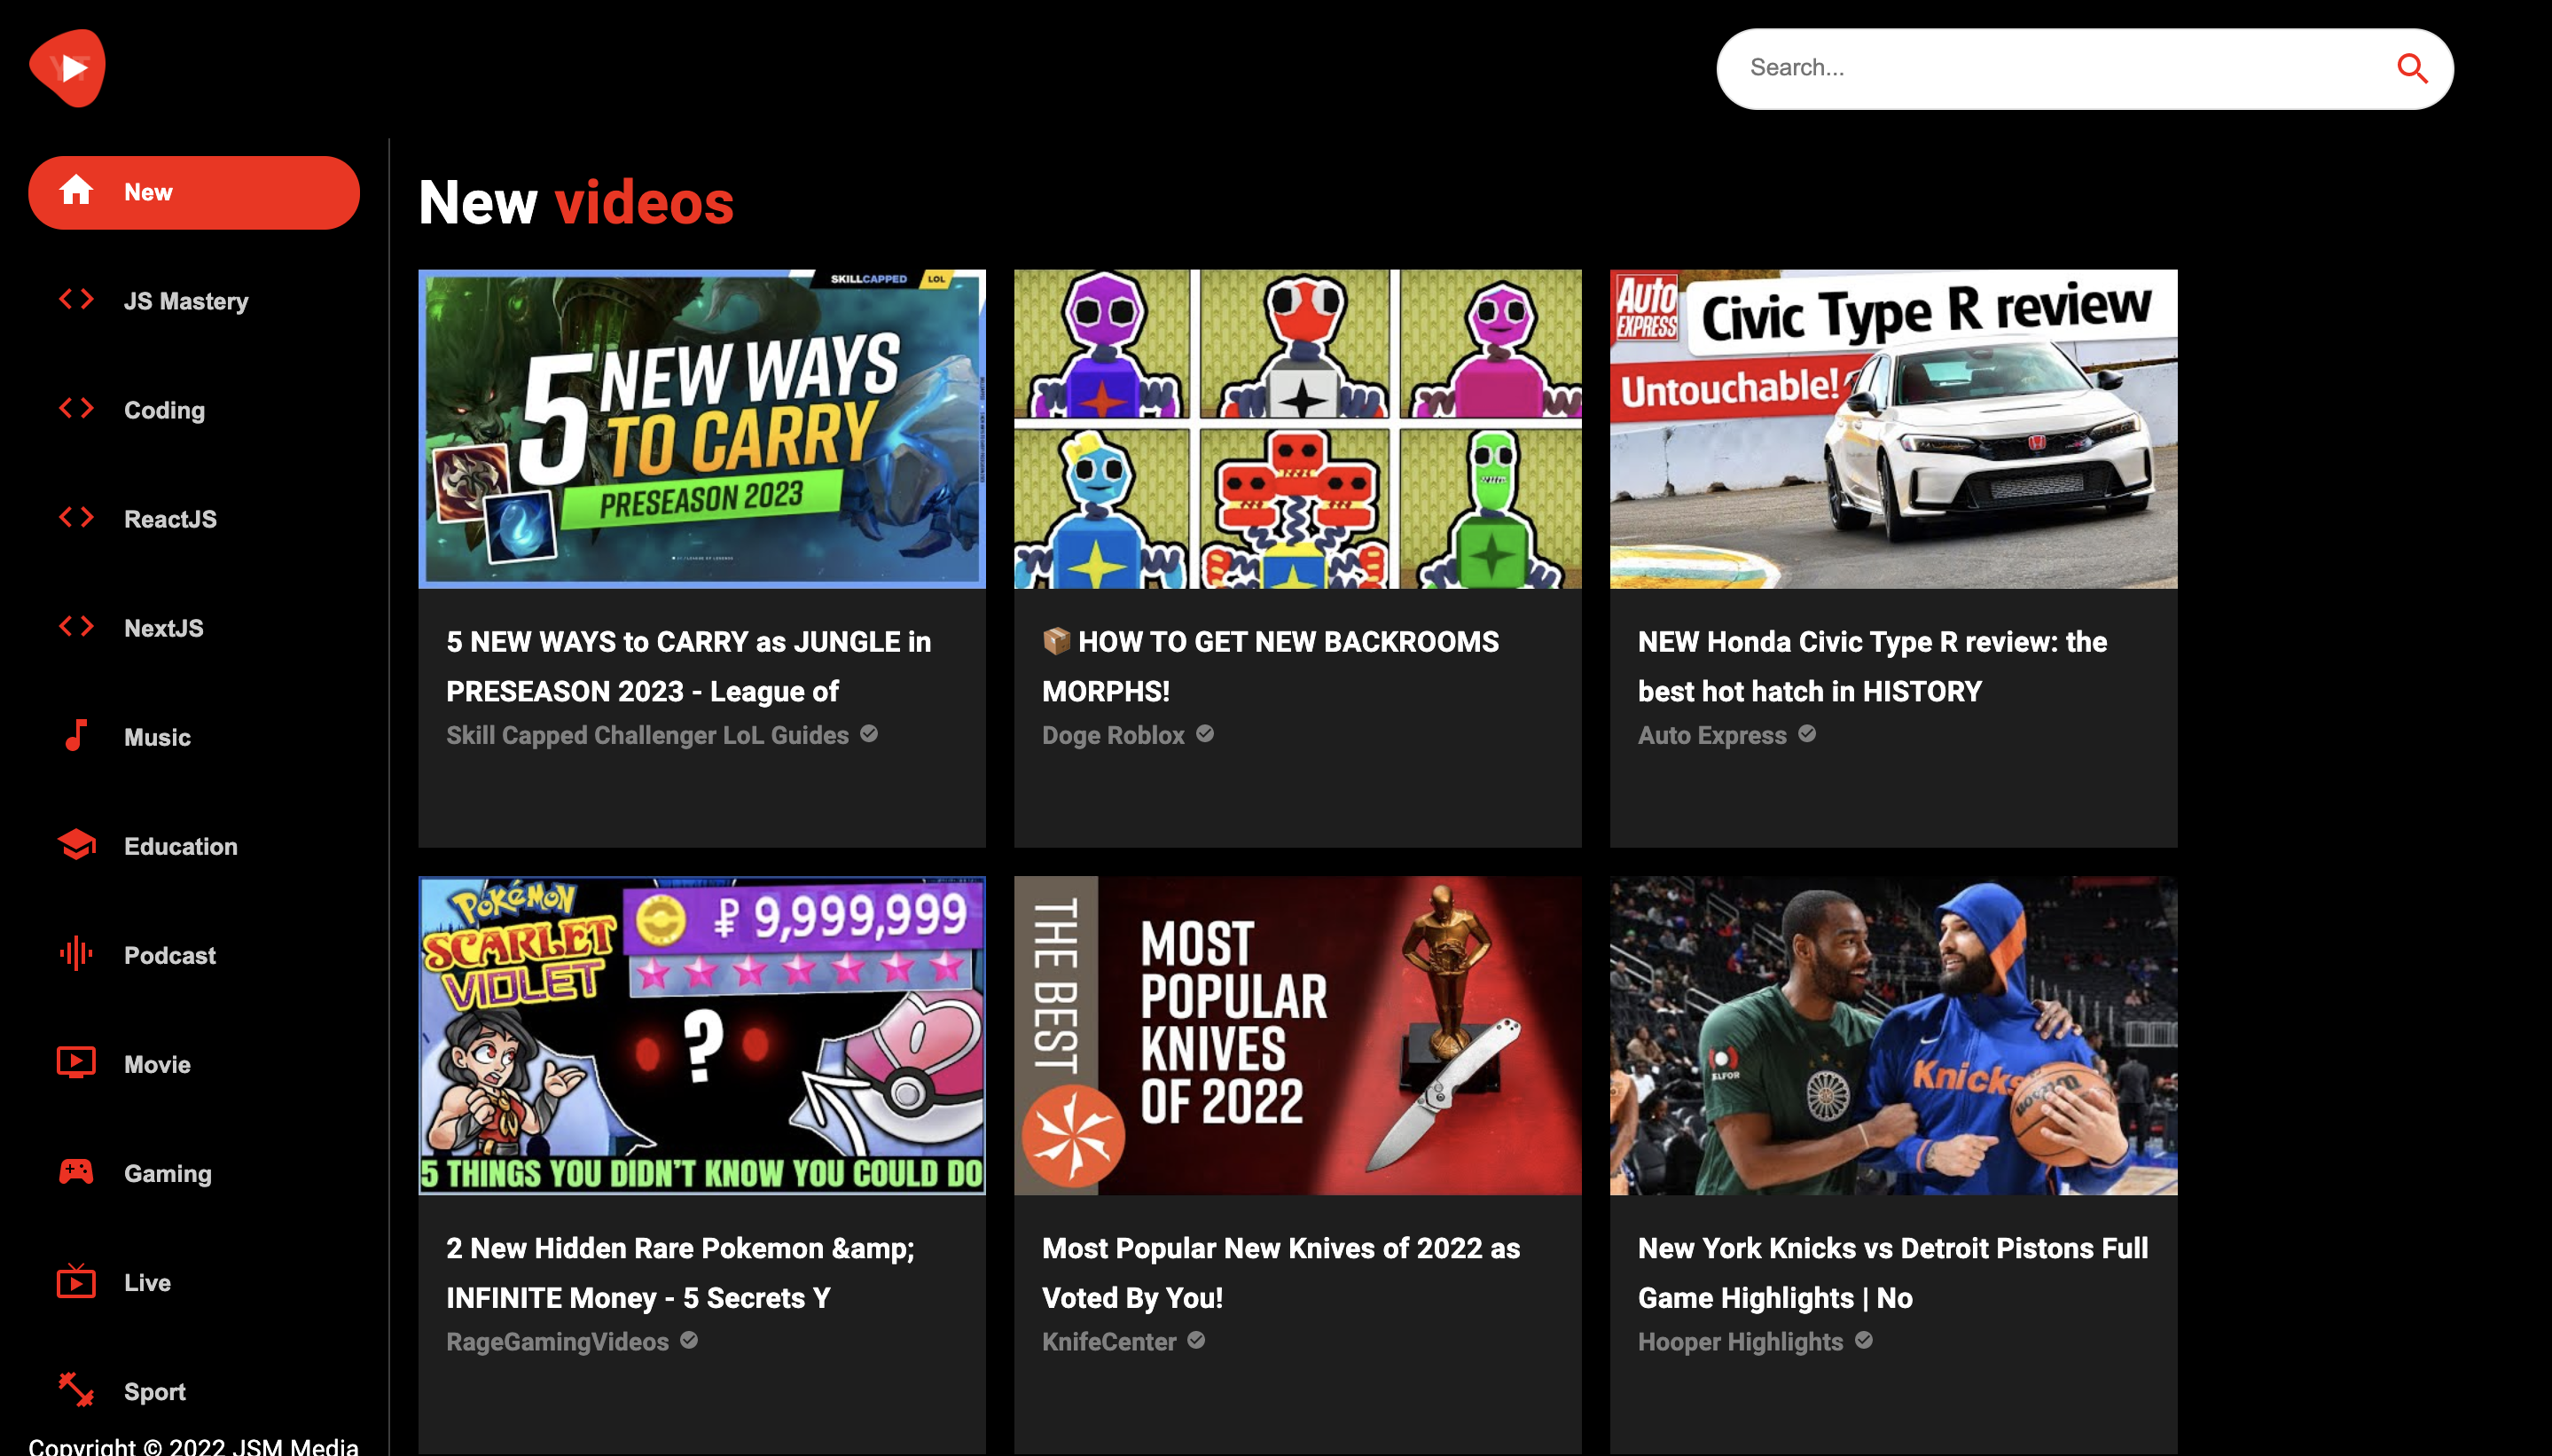 YT
Search...
New
JS Mastery
Coding
ReactJS
NextJS
Music
Education
Podcast
Movie
Gaming
Live
Sport
Copyright © 2022 JSM Media
New videos
SKILLCAPPED LOL
5 NEW WAYS
TO CARRY
PRESEASON 2023
5 NEW WAYS to CARRY as JUNGLE in
PRESEASON 2023 - League of
Skill Capped Challenger LoL Guides
📦 HOW TO GET NEW BACKROOMS
MORPHS!
Doge Roblox
Auto
EXPRESS
Civic Type R review
Untouchable!
NEW Honda Civic Type R review: the
best hot hatch in HISTORY
Auto Express
POKéMON
SCARLET
VIOLET
₽ 9,999,999
?
5 THINGS YOU DIDN'T KNOW YOU COULD DO
2 New Hidden Rare Pokemon &amp;
INFINITE Money - 5 Secrets Y
RageGamingVideos
THE BEST
MOST
POPULAR
KNIVES
OF 2022
Most Popular New Knives of 2022 as
Voted By You!
KnifeCenter
Knicks
Wilson
New York Knicks vs Detroit Pistons Full
Game Highlights | No
Hooper Highlights